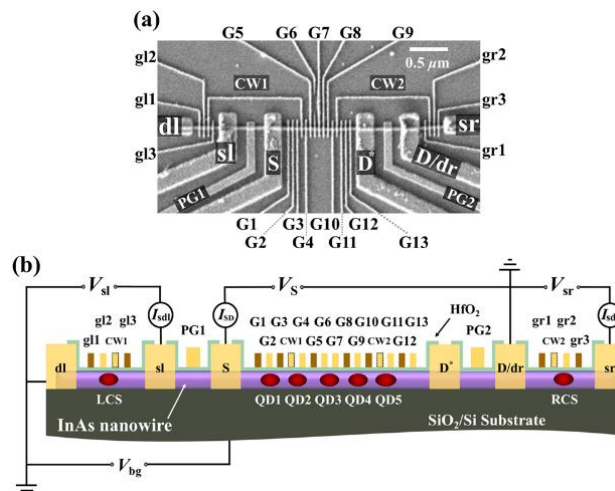 (a)
G5 G6 G7 G8 G9
gl2 gr2
0.5 µm
CW1 CW2
gl1 gr3
dl sr
gl3 sl S D* D/dr gr1
PG1 PG2
G1 G3 G10 G12
G2 G4 G11 G13
(b)
Vsl VS Vsr
Isdl ISD Isd
HfO2
gl2 PG1 G1 G3 G4 G6 G8 G10 G11 G13 PG2 gr1 gr2
gl1 CW1 gl3 G2 CW1 G5 G7 G9 CW2 G12 CW2 gr3
dl sl S D* D/dr sr
LCS QD1 QD2 QD3 QD4 QD5 RCS
InAs nanowire SiO2/Si Substrate
Vbg